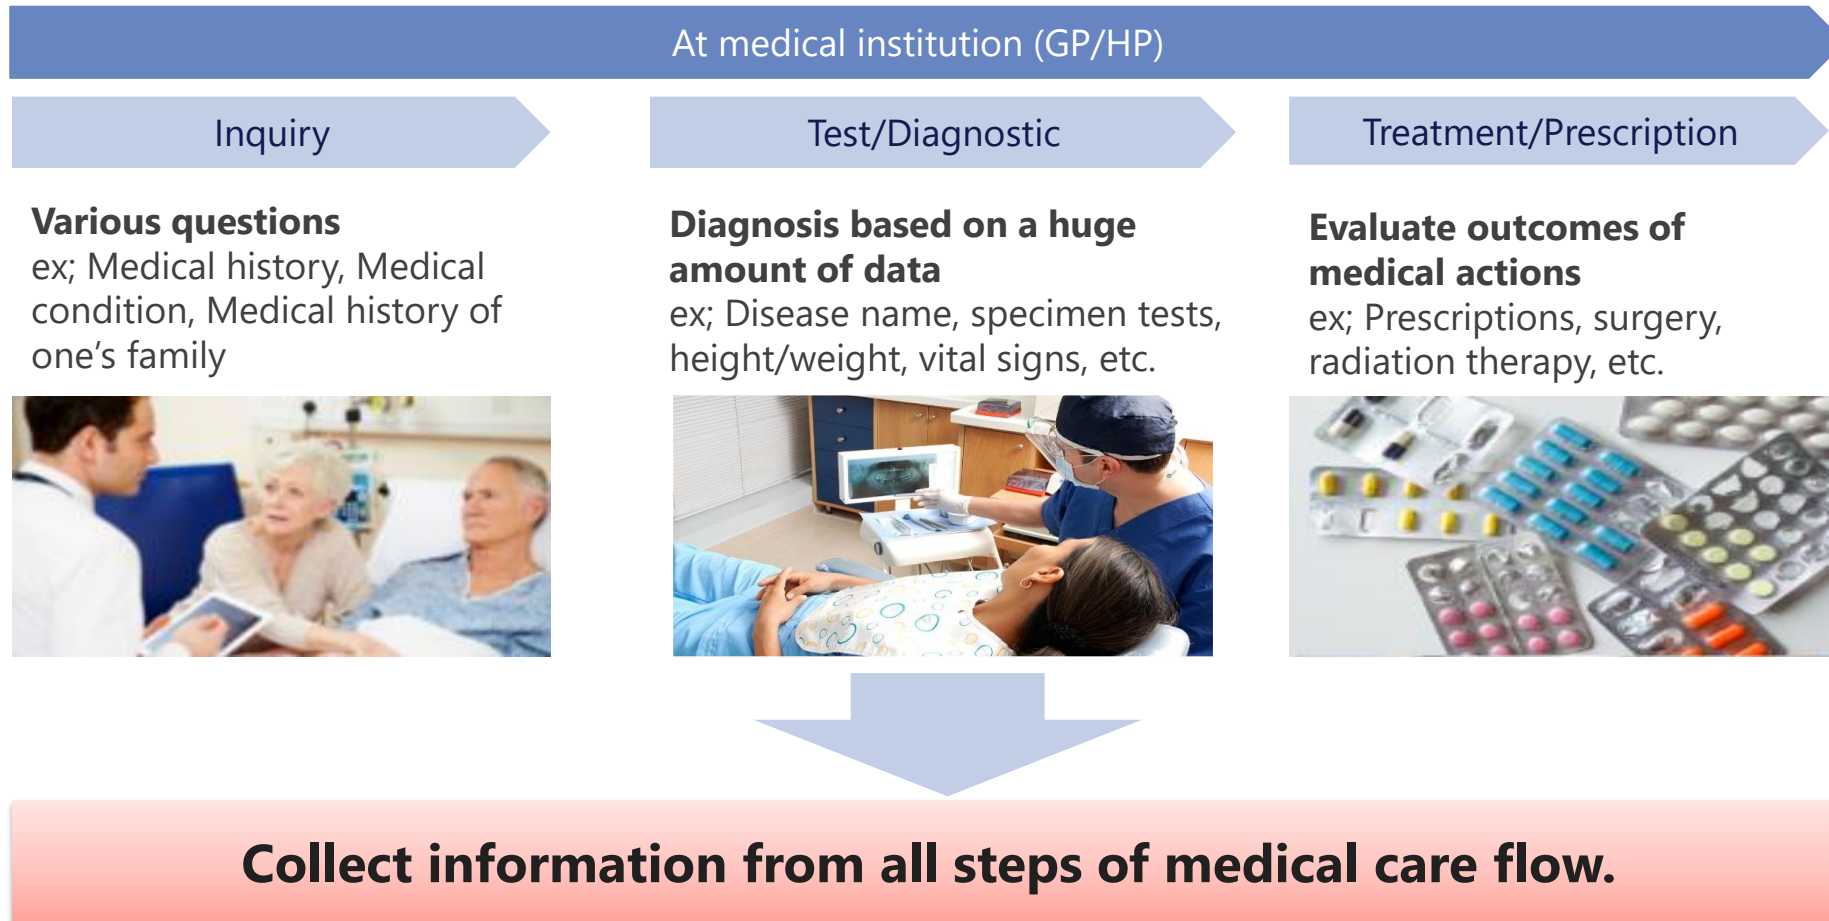 At medical institution (GP/HP)
Inquiry
Test/Diagnostic
Treatment/Prescription
Various questions
ex; Medical history, Medical
condition, Medical history of
one’s family
Diagnosis based on a huge
amount of data
ex; Disease name, specimen tests,
height/weight, vital signs, etc.
Evaluate outcomes of
medical actions
ex; Prescriptions, surgery,
radiation therapy, etc.
Collect information from all steps of medical care flow.